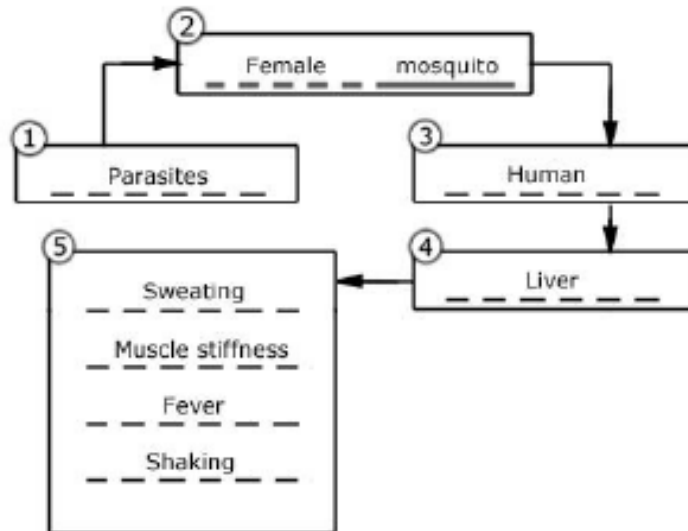 2
Female mosquito
1
Parasites
3
Human
4
Liver
5
Sweating
Muscle stiffness
Fever
Shaking